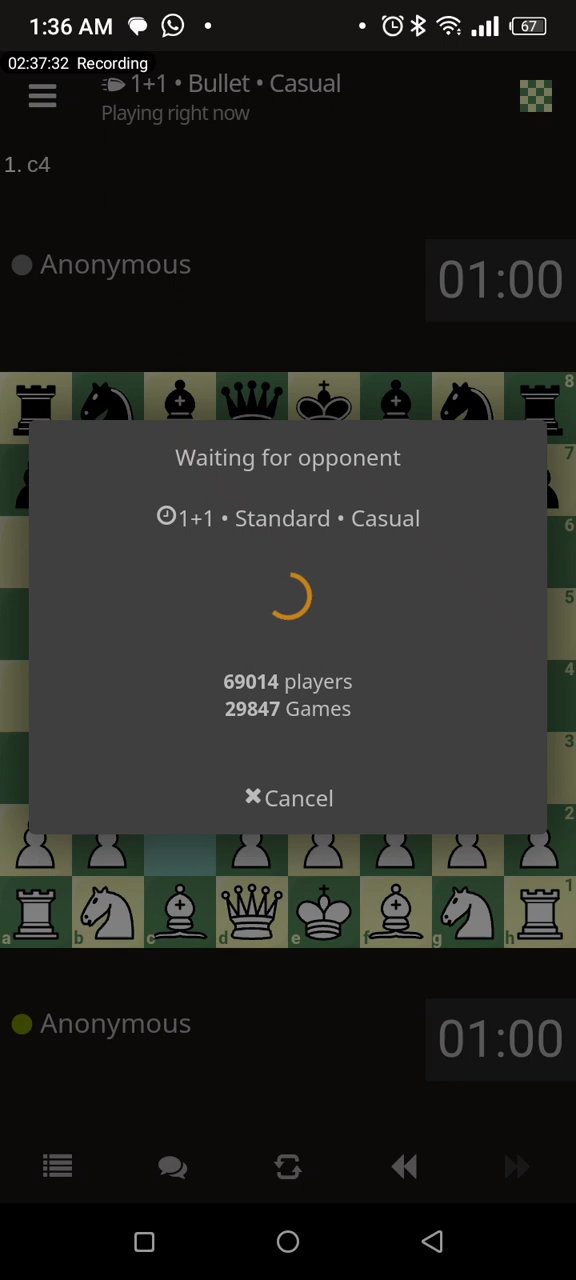 1:36 AM
67
02:37:32 Recording
1+1 • Bullet • Casual
Playing right now
1. c4
Anonymous
01:00
8
7
Waiting for opponent
6
1+1 • Standard • Casual
5
4
69014 players
29847 Games
3
Cancel
2
1
a b c d e f g h
Anonymous
01:00